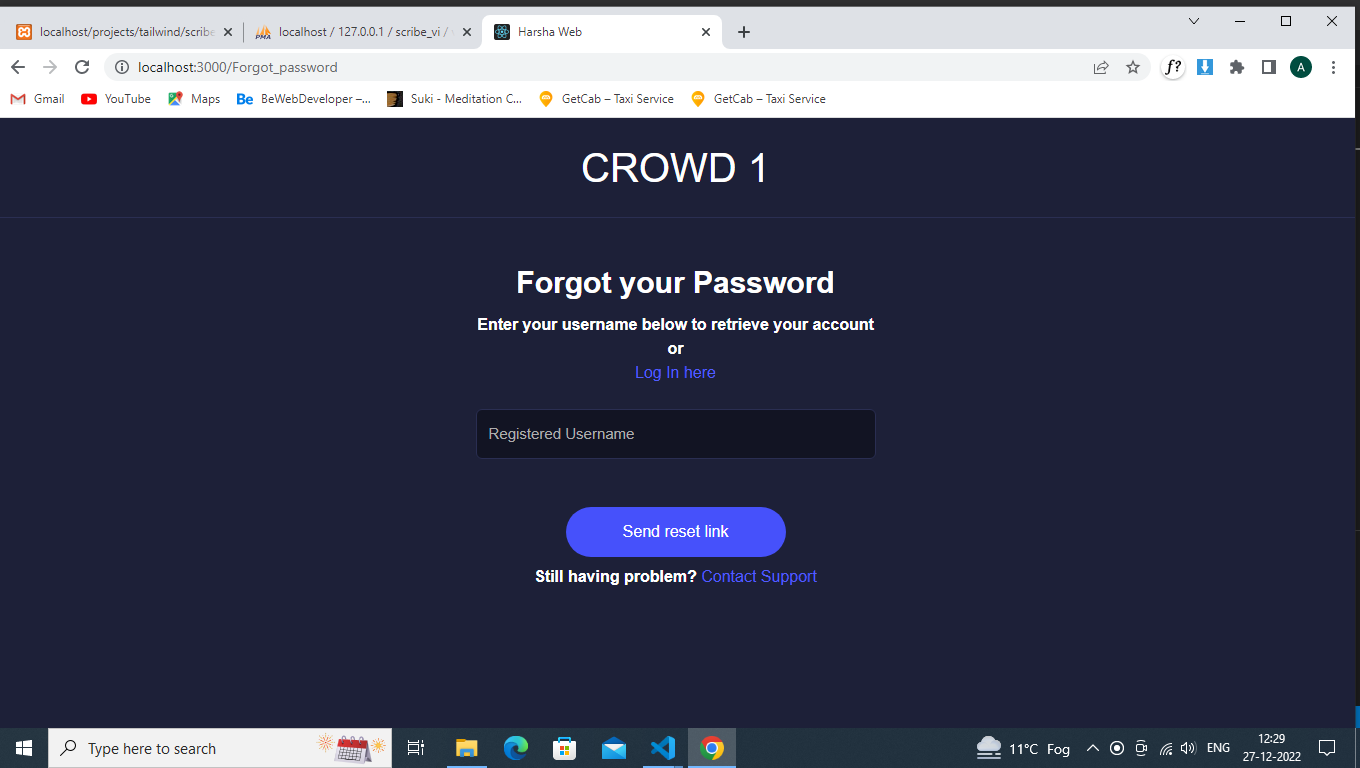 localhost/projects/tailwind/scribe
localhost / 127.0.0.1 / scribe_vi /
Harsha Web
localhost:3000/Forgot_password
f?
A
Gmail
YouTube
Maps
BeWebDeveloper –...
Suki - Meditation C...
GetCab – Taxi Service
GetCab – Taxi Service
CROWD 1
Forgot your Password
Enter your username below to retrieve your account
or
Log In here
Registered Username
Send reset link
Still having problem? Contact Support
Type here to search
11°C Fog
ENG
12:29
27-12-2022